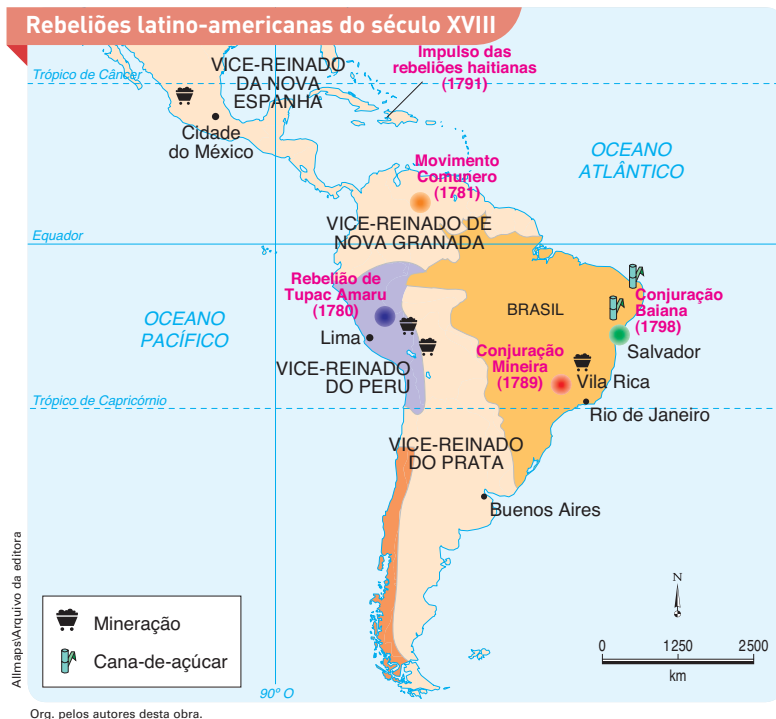 Rebeliões latino-americanas do século XVIII
Impulso das
rebeliões haitianas
(1791)
VICE-REINADO
DA NOVA
ESPANHA
Trópico de Câncer
Cidade
do México
OCEANO
ATLÂNTICO
Movimento
Comunero
(1781)
VICE-REINADO DE
NOVA GRANADA
Equador
Rebelião de
Tupac Amaru
(1780)
OCEANO
PACÍFICO
Lima
VICE-REINADO
DO PERU
BRASIL
Conjuração
Baiana
(1798)
Salvador
Conjuração
Mineira
(1789)
Vila Rica
Rio de Janeiro
Trópico de Capricórnio
VICE-REINADO
DO PRATA
Buenos Aires
Mineração
Cana-de-açúcar
N
0 1250 2500
km
90º O
Allmaps\Arquivo da editora
Org. pelos autores desta obra.